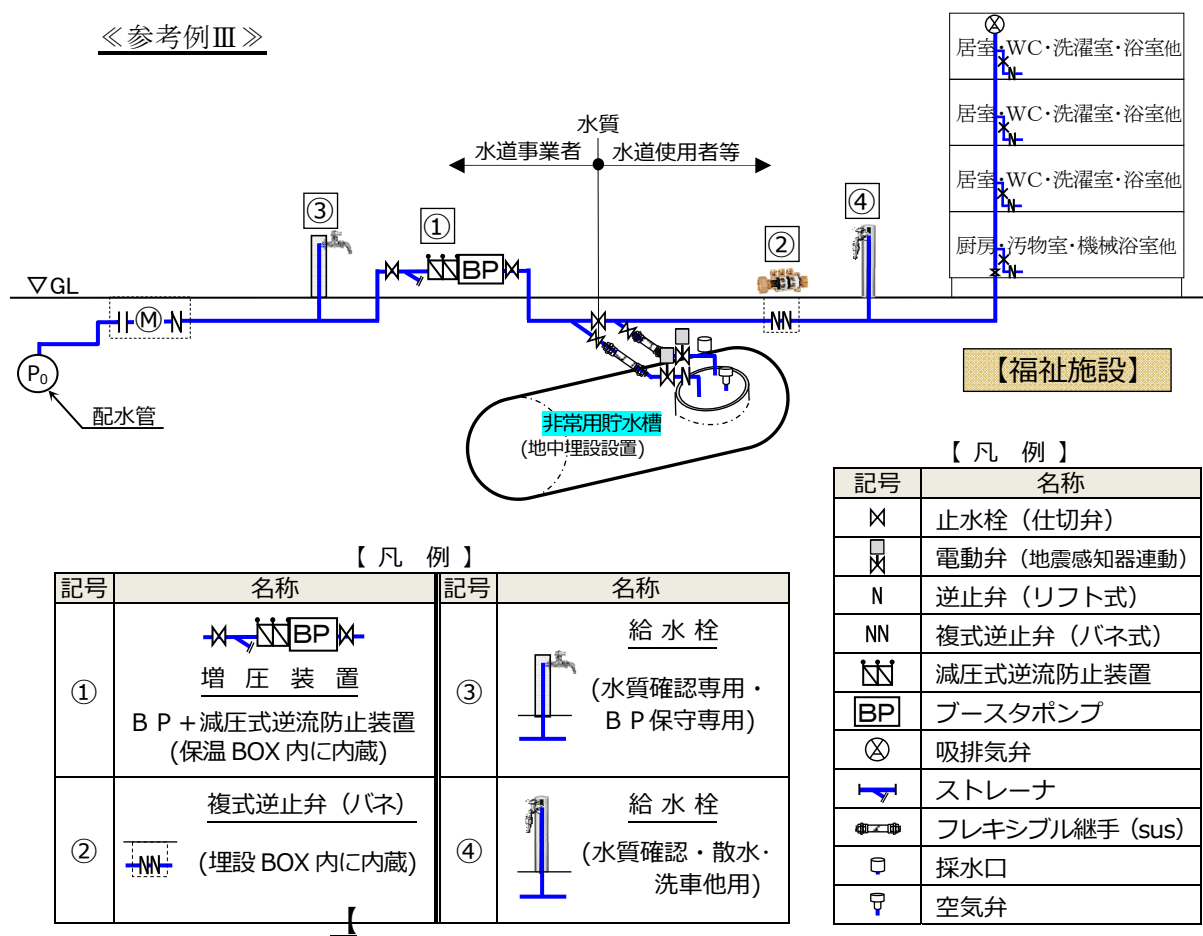 ≪参考例Ⅲ≫
水質
水道事業者
水道使用者等
居室・WC・洗濯室・浴室他
居室・WC・洗濯室・浴室他
居室・WC・洗濯室・浴室他
厨房・汚物室・機械浴室他
③
①
②
④
BP
▽GL
M
N
NN
P₀
配水管
N
N
N
N
N
非常用貯水槽
(地中埋設設置)
【福祉施設】
【 凡 例 】
記号 名称 記号 名称
①
BP
増 圧 装 置
BP+減圧式逆流防止装置
(保温 BOX 内に内蔵)
③
給 水 栓
(水質確認専用・
BP保守専用)
②
NN
複式逆止弁(バネ)
(埋設 BOX 内に内蔵)
④
給 水 栓
(水質確認・散水・
洗車他用)
【
【 凡 例 】
記号 名称
止水栓(仕切弁)
電動弁(地震感知器連動)
N 逆止弁(リフト式)
NN 複式逆止弁(バネ式)
減圧式逆流防止装置
BP ブースタポンプ
吸排気弁
ストレーナ
フレキシブル継手(sus)
採水口
空気弁